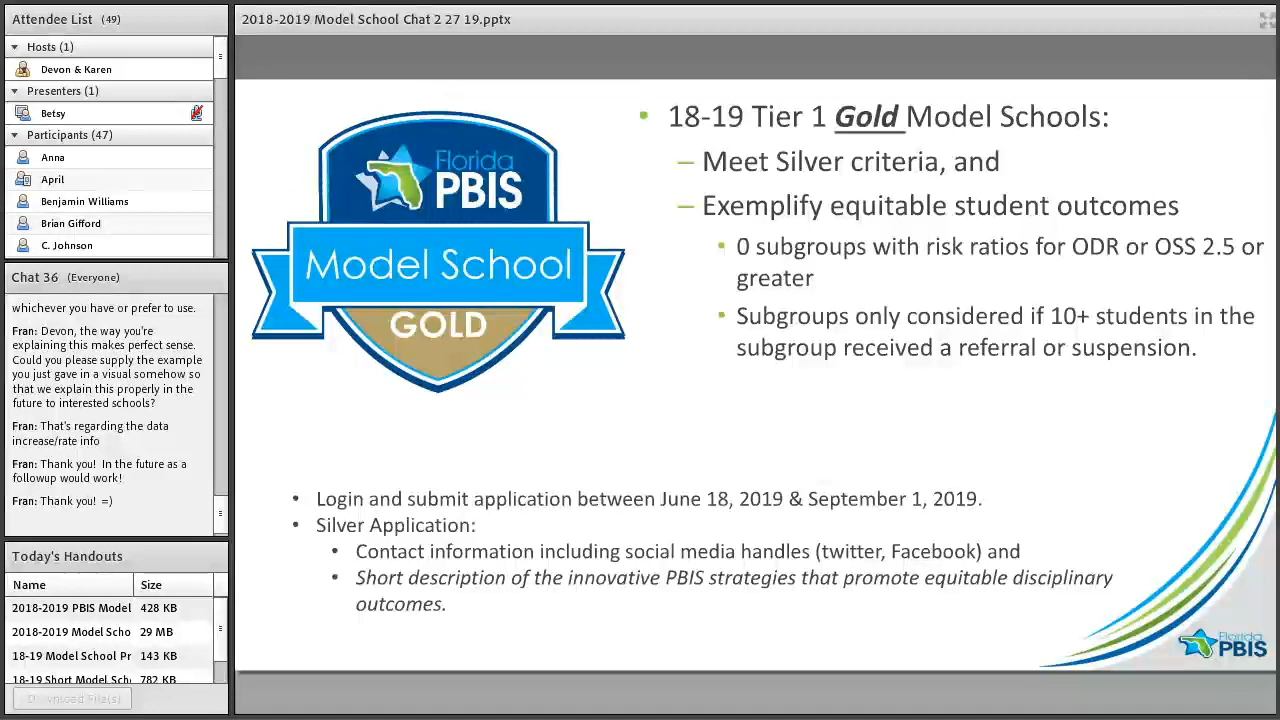 Attendee List (49)
Hosts (1)
Devon & Karen
Presenters (1)
Betsy
Participants (47)
Anna
April
Benjamin Williams
Brian Gifford
C. Johnson
Chat 36 (Everyone)
whichever you have or prefer to use.
Fran: Devon, the way you're
explaining this makes perfect sense.
Could you please supply the example
you just gave in a visual somehow so
that we explain this properly in the
future to interested schools?
Fran: That's regarding the data
increase/rate info
Fran: Thank you! In the future as a
followup would work!
Fran: Thank you! =)
Today's Handouts
Name Size
2018-2019 PBIS Model 428 KB
2018-2019 Model Scho 29 MB
18-19 Model School Pr 143 KB
18-19 Short Model Sch 782 KB
Download File(s)
2018-2019 Model School Chat 2 27 19.pptx
Florida
PBIS
Model School
GOLD
• 18-19 Tier 1 Gold Model Schools:
– Meet Silver criteria, and
– Exemplify equitable student outcomes
• 0 subgroups with risk ratios for ODR or OSS 2.5 or
greater
• Subgroups only considered if 10+ students in the
subgroup received a referral or suspension.
• Login and submit application between June 18, 2019 & September 1, 2019.
• Silver Application:
• Contact information including social media handles (twitter, Facebook) and
• Short description of the innovative PBIS strategies that promote equitable disciplinary
outcomes.
Florida
PBIS